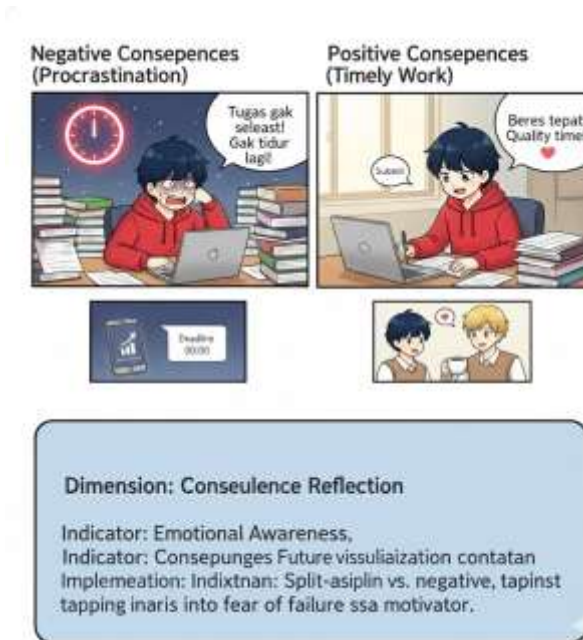 Negative Consepences
(Procrastination)
Tugas gak
seleast!
Gak tidur
lagi!
Deadline
00:00
Positive Consepences
(Timely Work)
Beres tepat
Quality time
Submit
Dimension: Conseulence Reflection
Indicator: Emotional Awareness,
Indicator: Consepunges Future vissuliaization contatan
Implemeation: Indixtnan: Split-asiplin vs. negative, tapinst
tapping inaris into fear of failure ssa motivator.